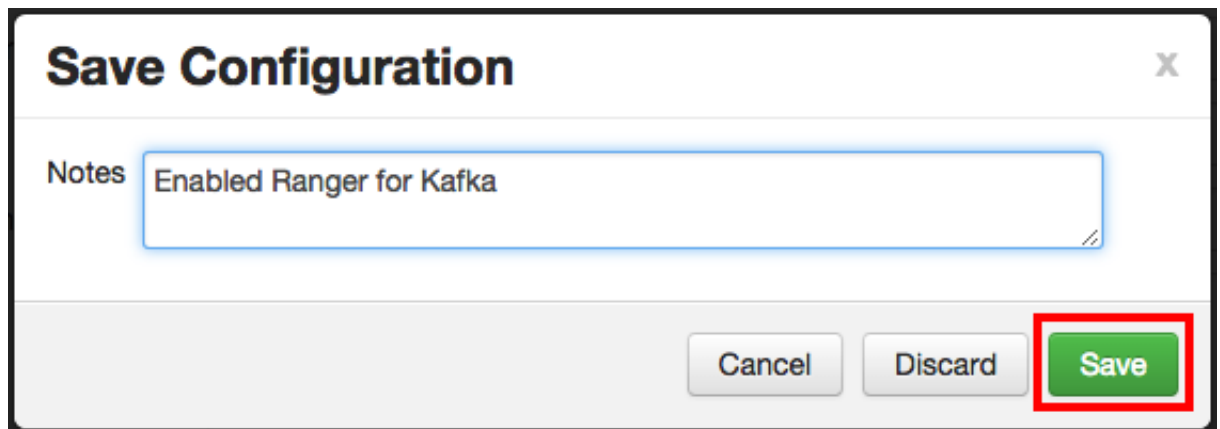 Save Configuration
x
Notes
Enabled Ranger for Kafka
Cancel
Discard
Save